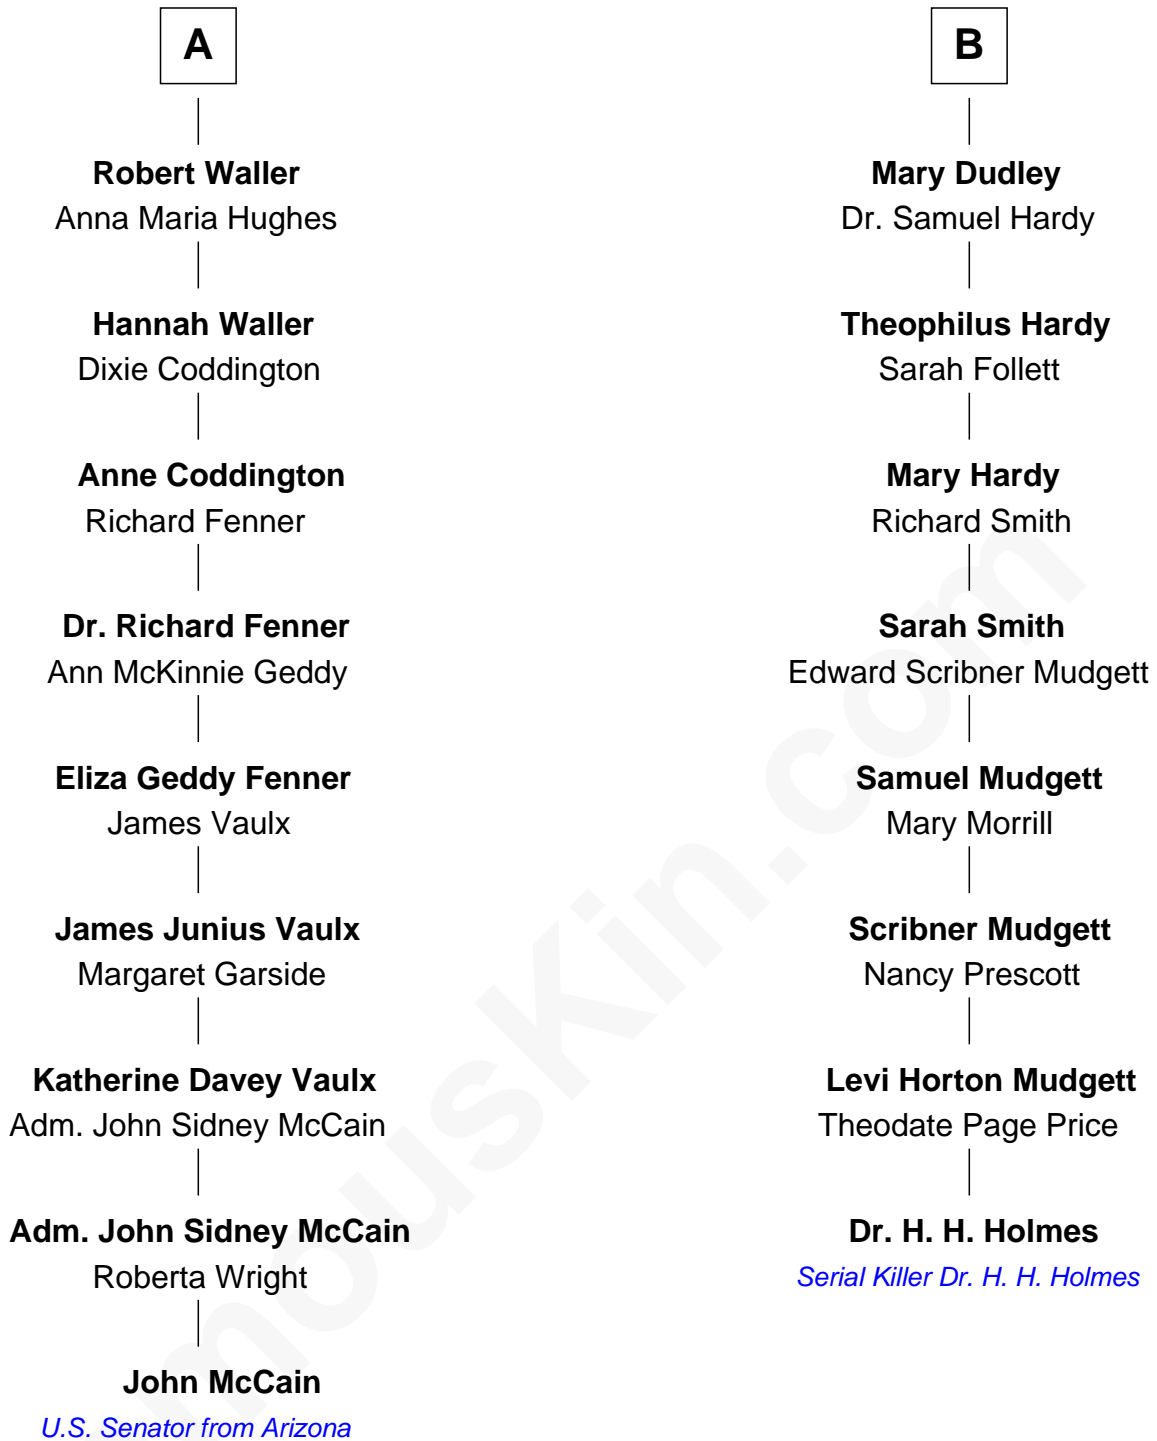 A
Robert Waller
Anna Maria Hughes
Hannah Waller
Dixie Coddington
Anne Coddington
Richard Fenner
Dr. Richard Fenner
Ann McKinnie Geddy
Eliza Geddy Fenner
James Vaulx
James Junius Vaulx
Margaret Garside
Katherine Davey Vaulx
Adm. John Sidney McCain
Adm. John Sidney McCain
Roberta Wright
John McCain
U.S. Senator from Arizona
B
Mary Dudley
Dr. Samuel Hardy
Theophilus Hardy
Sarah Follett
Mary Hardy
Richard Smith
Sarah Smith
Edward Scribner Mudgett
Samuel Mudgett
Mary Morrill
Scribner Mudgett
Nancy Prescott
Levi Horton Mudgett
Theodate Page Price
Dr. H. H. Holmes
Serial Killer Dr. H. H. Holmes
mousKin.com